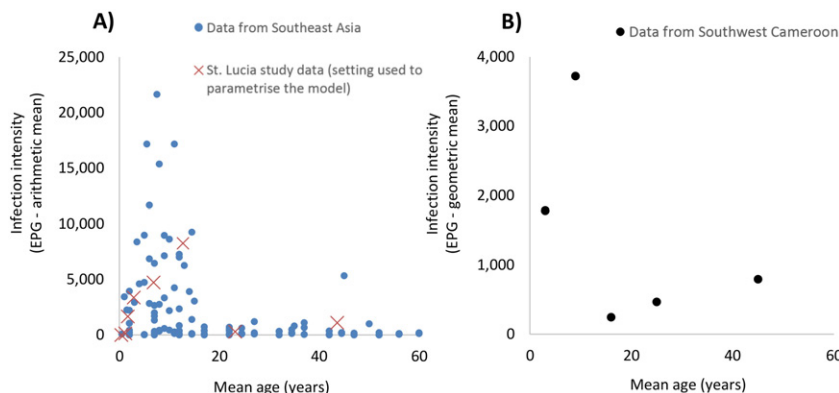 A)
Data from Southeast Asia
St. Lucia study data (setting used to
parametrise the model)
25,000
20,000
15,000
10,000
5,000
0
0
20
40
60
Infection intensity
(EPG - arithmetic mean)
Mean age (years)
B)
Data from Southwest Cameroon
4,000
3,000
2,000
1,000
0
0
20
40
60
Infection intensity
(EPG - geometric mean)
Mean age (years)